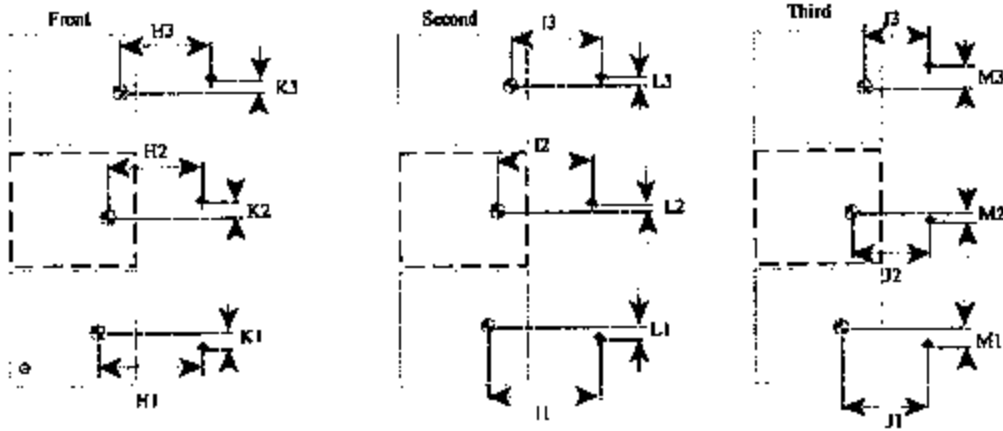 Front
H3
K3
H2
K2
K1
H1
Second
I3
L3
I2
L2
L1
I1
Third
J3
M3
M2
J2
M1
J1